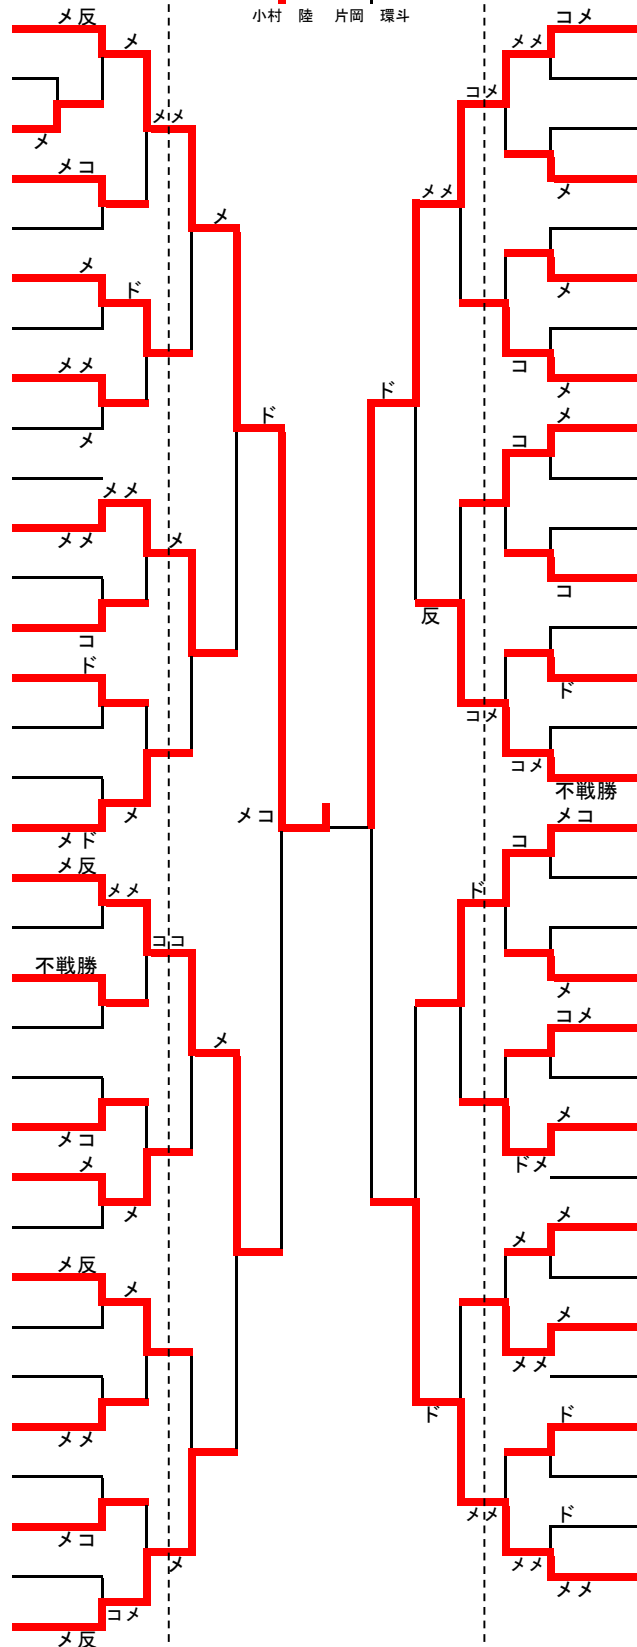 小村 陸 片岡 環斗
メ反
コメ
メ
メメ
コメ
メメ
メ
メコ
メメ
メ
メ
メ
ド
メ
メメ
コ
ド
メ
ド
メ
メ
コ
メメ
メメ
メ
コ
コ
ド
反
ド
コメ
コメ
不戦勝
メコ
メコ
メ
メド
コ
メ反
メメ
ド
ココ
不戦勝
メ
コメ
メ
メコ
メ
メ
ドメ
メ
メ
メ反
メ
メ
メ
メメ
ド
ド
メメ
メメ
ド
メコ
メ
メメ
メメ
コメ
メ反